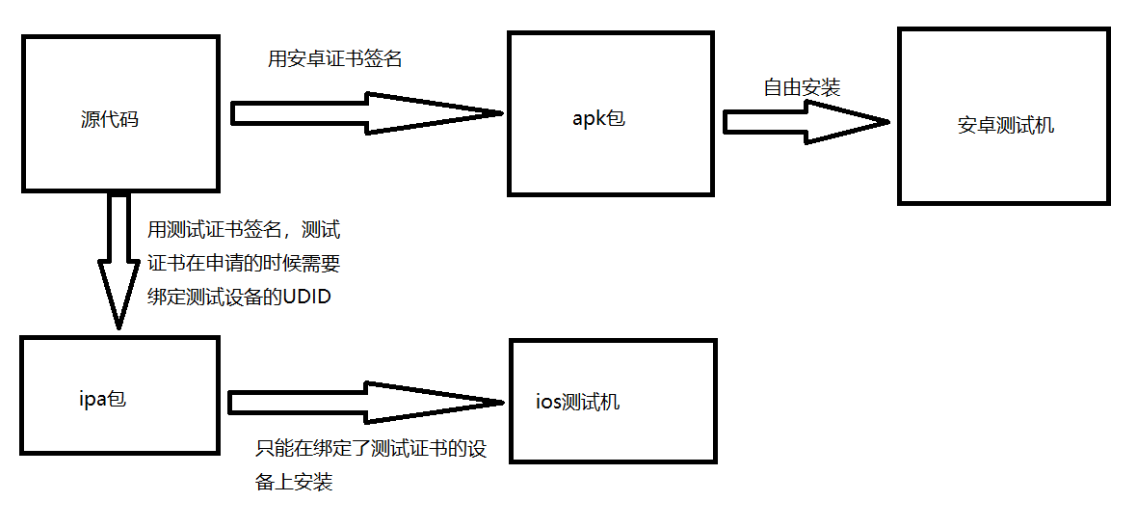 用安卓证书签名
自由安装
源代码
apk包
安卓测试机
用测试证书签名，测试
证书在申请的时候需要
绑定测试设备的UDID
ipa包
ios测试机
只能在绑定了测试证书的设
备上安装